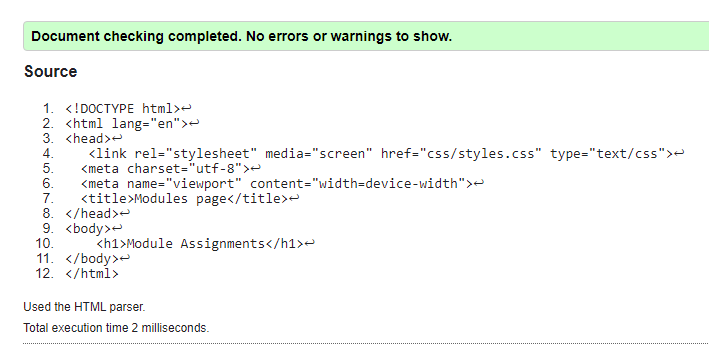 Document checking completed. No errors or warnings to show.
Source
1. <!DOCTYPE html>↩
2. <html lang="en">↩
3. <head>↩
4.    <link rel="stylesheet" media="screen" href="css/styles.css" type="text/css">↩
5.   <meta charset="utf-8">↩
6.   <meta name="viewport" content="width=device-width">↩
7.   <title>Modules page</title>↩
8. </head>↩
9. <body>↩
10.     <h1>Module Assignments</h1>↩
11. </body>↩
12. </html>
Used the HTML parser.
Total execution time 2 milliseconds.